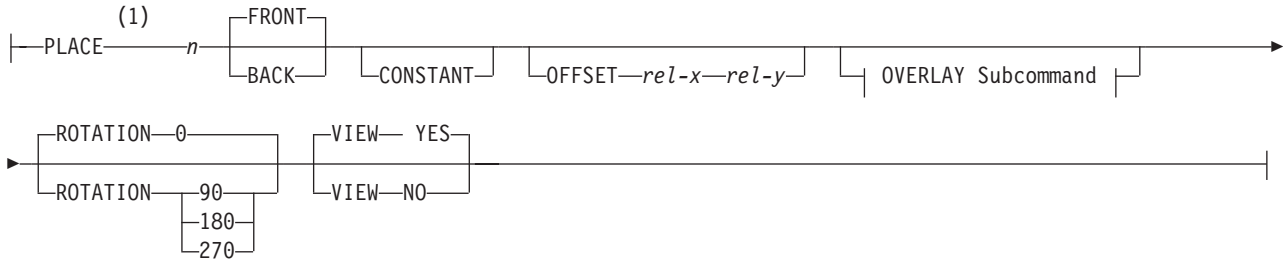 (1)
FRONT
PLACE n
BACK
CONSTANT
OFFSET rel-x rel-y
OVERLAY Subcommand
ROTATION 0
VIEW YES
ROTATION 90
VIEW NO
180
270